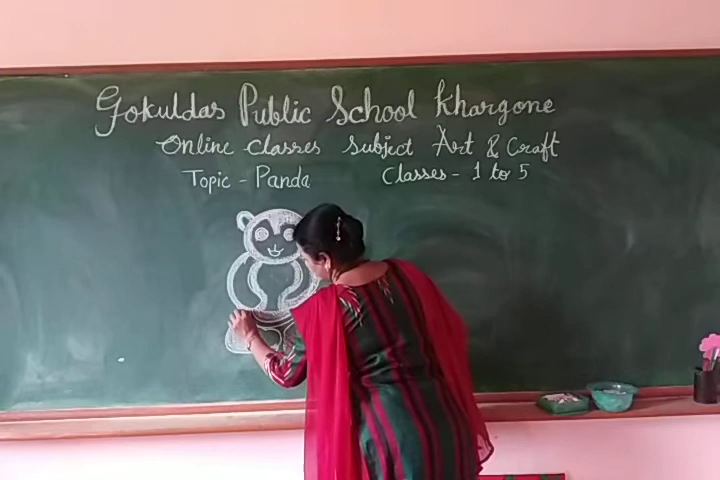 Gokuldas Public School Khargone
Online classes subject Art & Craft
Topic - Panda Classes - 1 to 5